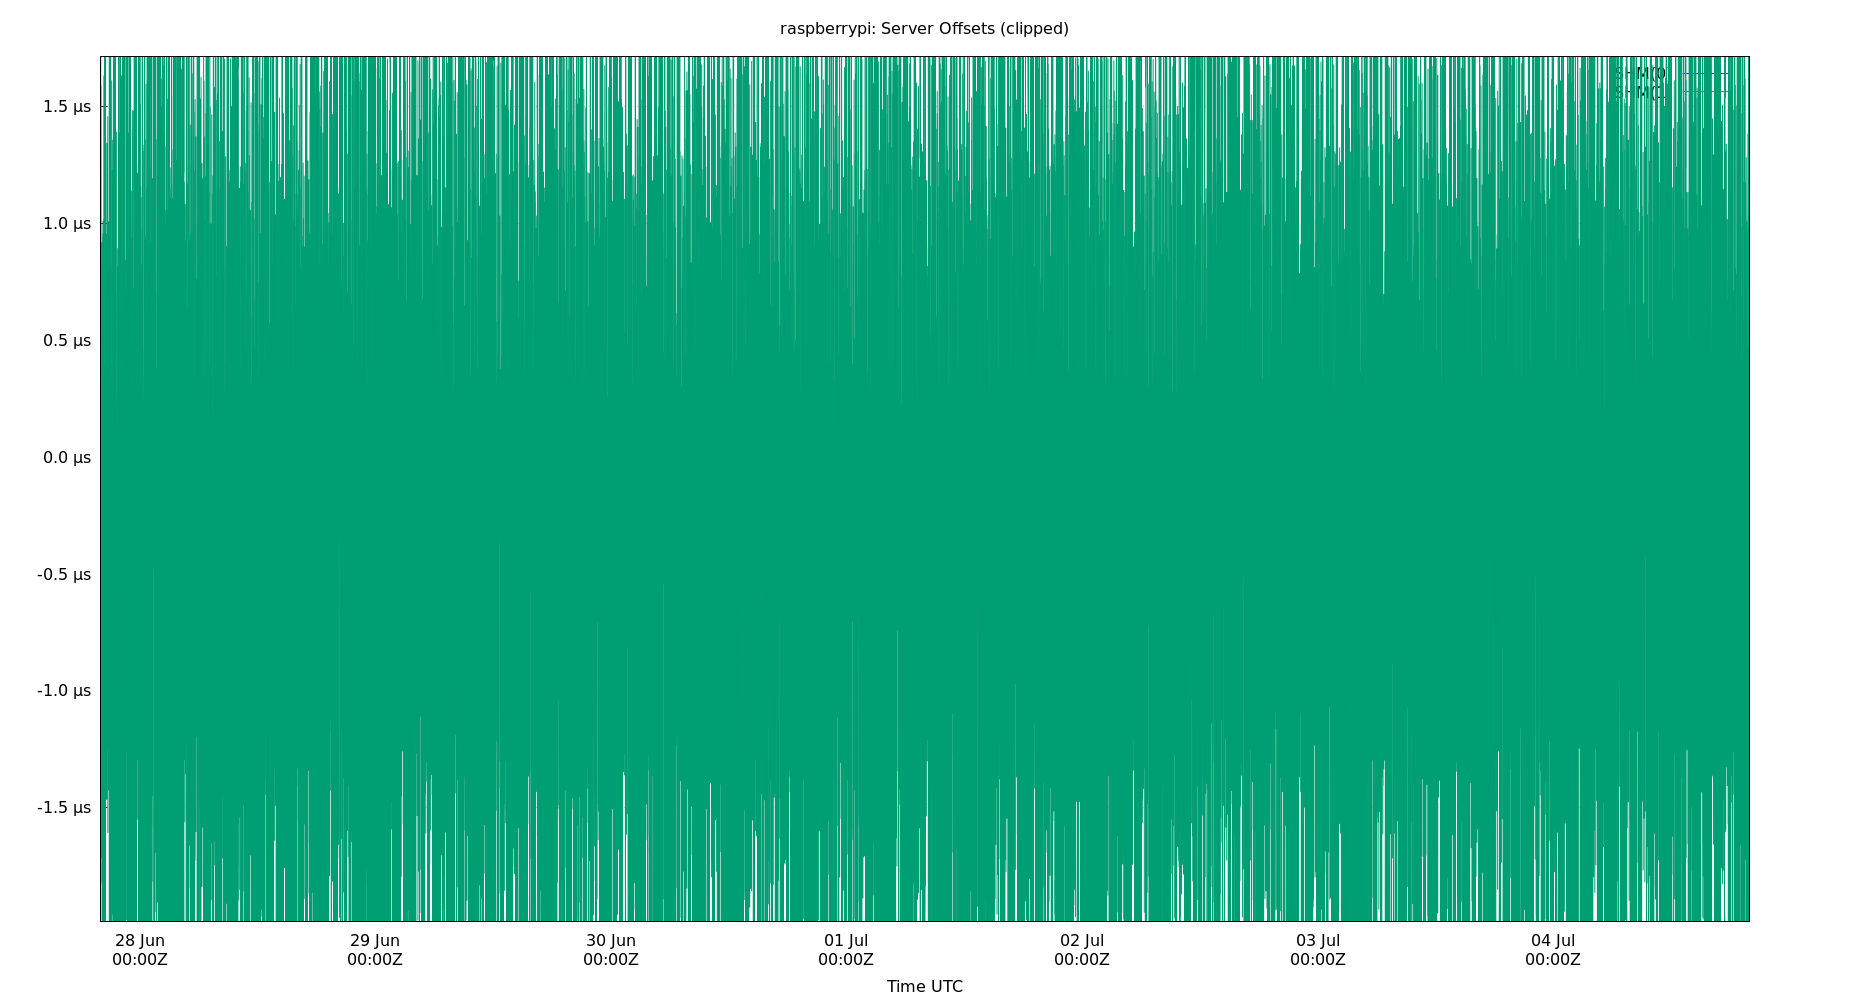 raspberrypi: Server Offsets (clipped)
1.5 µs
1.0 µs
0.5 µs
0.0 µs
-0.5 µs
-1.0 µs
-1.5 µs
28 Jun 29 Jun 30 Jun 01 Jul 02 Jul 03 Jul 04 Jul
00:00Z 00:00Z 00:00Z 00:00Z 00:00Z 00:00Z 00:00Z
Time UTC